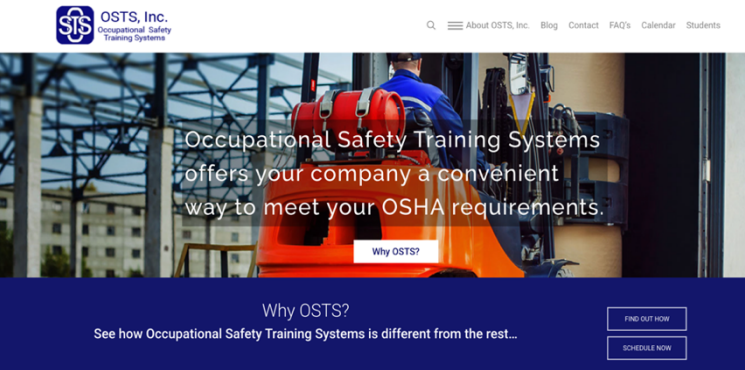 STS
OSTS, Inc.
Occupational Safety
Training Systems
About OSTS, Inc. Blog Contact FAQ's Calendar Students
Occupational Safety Training Systems
offers your company a convenient
way to meet your OSHA requirements.
Why OSTS?
Why OSTS?
See how Occupational Safety Training Systems is different from the rest...
FIND OUT HOW
SCHEDULE NOW